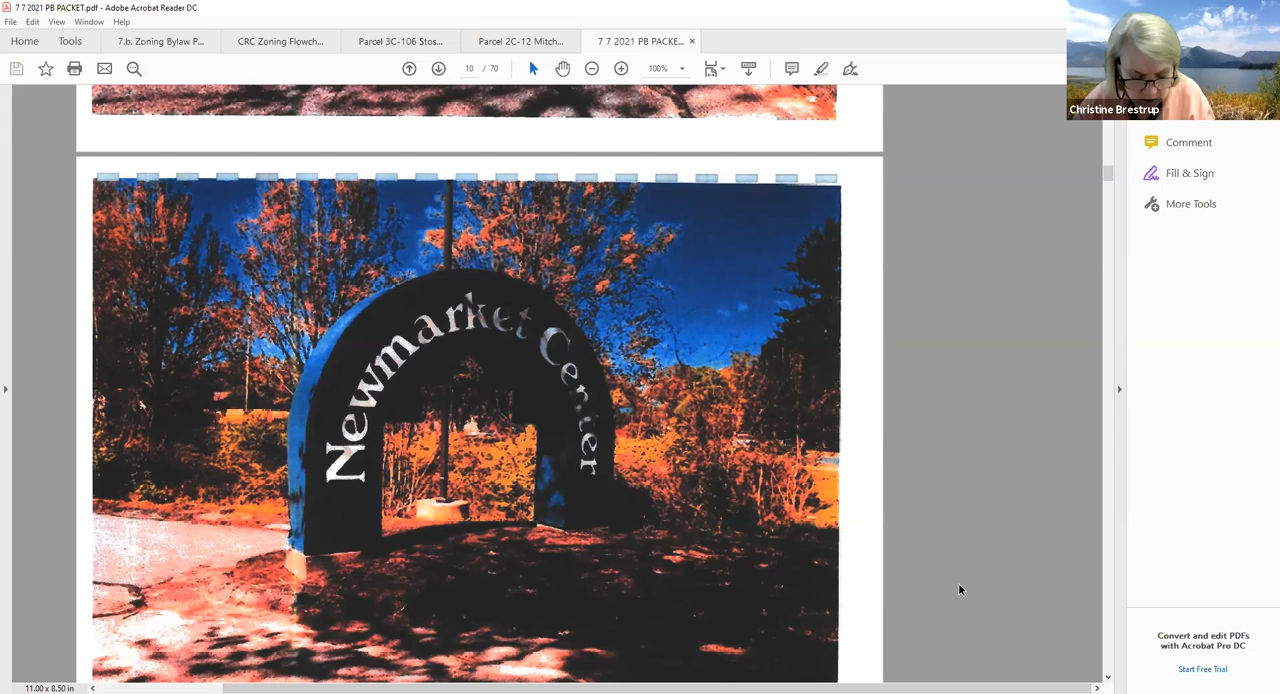 7 7 2021 PB PACKET.pdf - Adobe Acrobat Reader DC
File Edit View Window Help
Home Tools 7.b. Zoning Bylaw P... CRC Zoning Flowch... Parcel 3C-106 Stos... Parcel 2C-12 Mitch... 7 7 2021 PB PACKE... ×
10 / 70 100%
Christine Brestrup
Comment
Fill & Sign
More Tools
Newmarket Center
Convert and edit PDFs
with Acrobat Pro DC
Start Free Trial
11.00 x 8.50 in